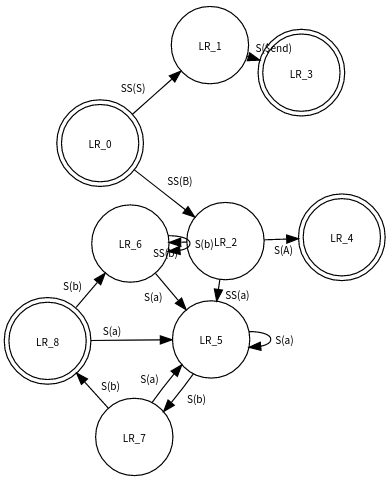 LR_1
S($end)
LR_3
SS(S)
LR_0
SS(B)
LR_6
S(b)
SS(b)
LR_2
S(A)
LR_4
S(b)
S(a)
SS(a)
LR_8
S(a)
LR_5
S(a)
S(b)
S(a)
S(b)
LR_7